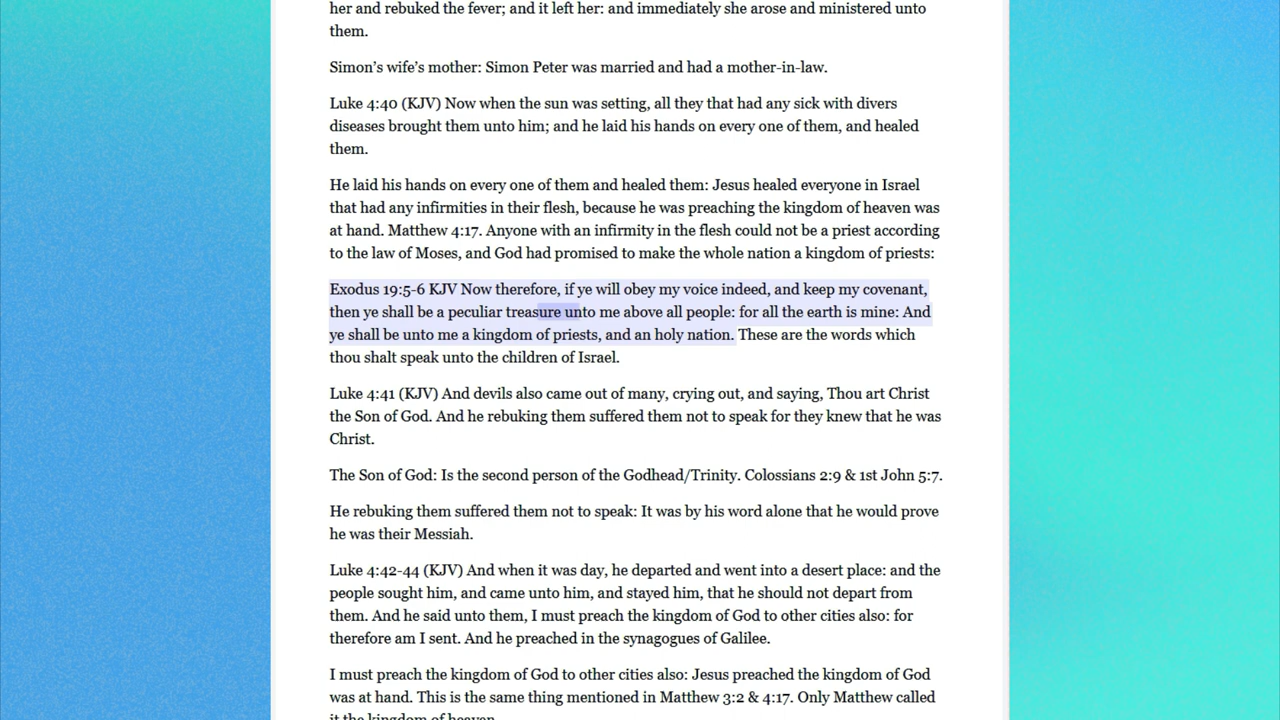 her and rebuked the fever; and it left her: and immediately she arose and ministered unto
them.
Simon’s wife’s mother: Simon Peter was married and had a mother-in-law.
Luke 4:40 (KJV) Now when the sun was setting, all they that had any sick with divers
diseases brought them unto him; and he laid his hands on every one of them, and healed
them.
He laid his hands on every one of them and healed them: Jesus healed everyone in Israel
that had any infirmities in their flesh, because he was preaching the kingdom of heaven was
at hand. Matthew 4:17. Anyone with an infirmity in the flesh could not be a priest according
to the law of Moses, and God had promised to make the whole nation a kingdom of priests:
Exodus 19:5-6 KJV Now therefore, if ye will obey my voice indeed, and keep my covenant,
then ye shall be a peculiar treasure unto me above all people: for all the earth is mine: And
ye shall be unto me a kingdom of priests, and an holy nation. These are the words which
thou shalt speak unto the children of Israel.
Luke 4:41 (KJV) And devils also came out of many, crying out, and saying, Thou art Christ
the Son of God. And he rebuking them suffered them not to speak for they knew that he was
Christ.
The Son of God: Is the second person of the Godhead/Trinity. Colossians 2:9 & 1st John 5:7.
He rebuking them suffered them not to speak: It was by his word alone that he would prove
he was their Messiah.
Luke 4:42-44 (KJV) And when it was day, he departed and went into a desert place: and the
people sought him, and came unto him, and stayed him, that he should not depart from
them. And he said unto them, I must preach the kingdom of God to other cities also: for
therefore am I sent. And he preached in the synagogues of Galilee.
I must preach the kingdom of God to other cities also: Jesus preached the kingdom of God
was at hand. This is the same thing mentioned in Matthew 3:2 & 4:17. Only Matthew called
it the kingdom of heaven.